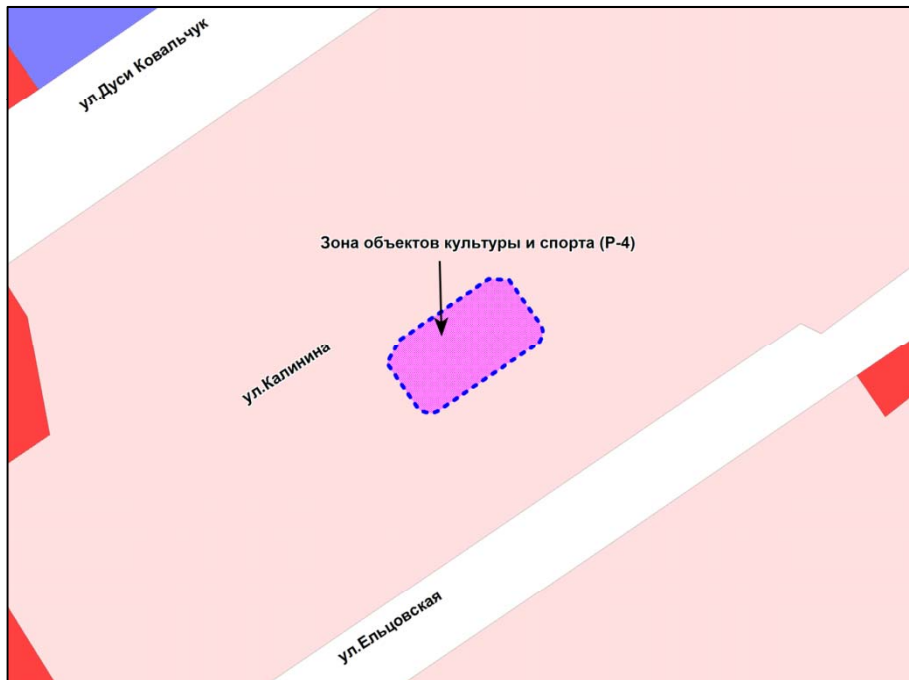 ул.Дуси Ковальчук
Зона объектов культуры и спорта (Р-4)
ул.Калинина
ул.Ельцовская